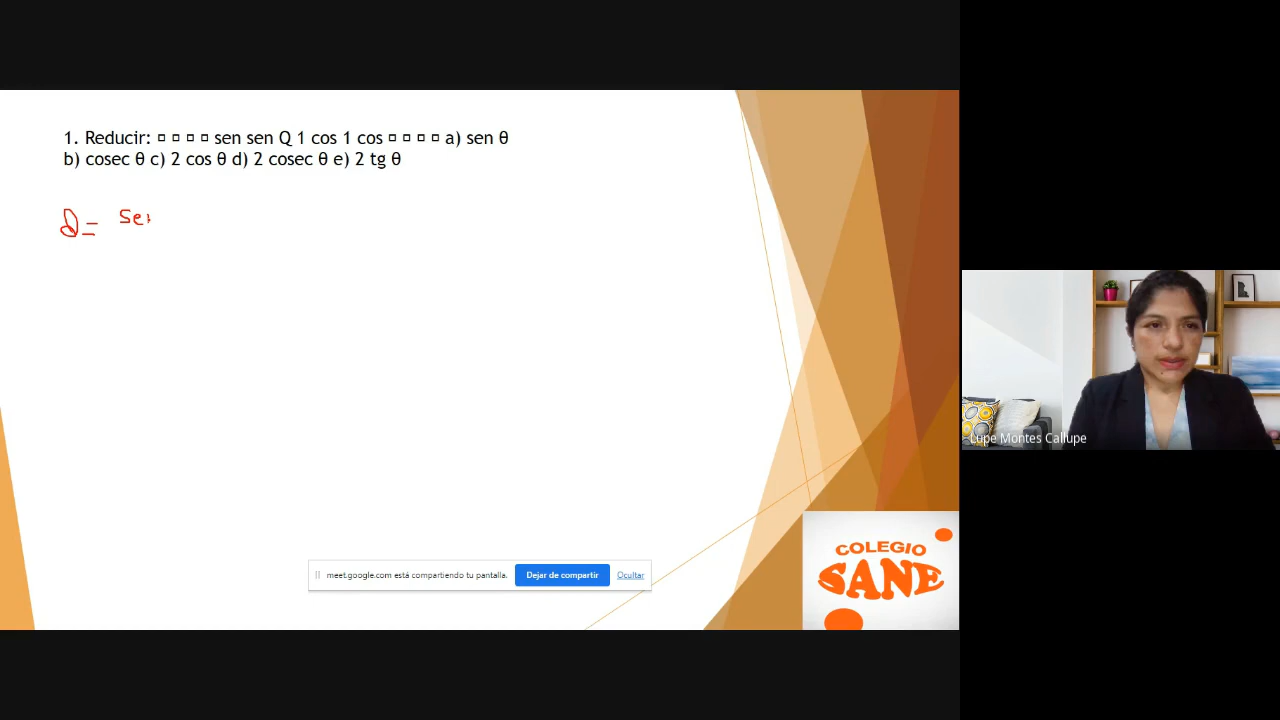 1. Reducir: □ □ □ □ sen sen Q 1 cos 1 cos □ □ □ □ a) sen θ
b) cosec θ c) 2 cos θ d) 2 cosec θ e) 2 tg θ
Q= Sen
Lupe Montes Callupe
COLEGIO
SANE
meet.google.com está compartiendo tu pantalla. Dejar de compartir Ocultar